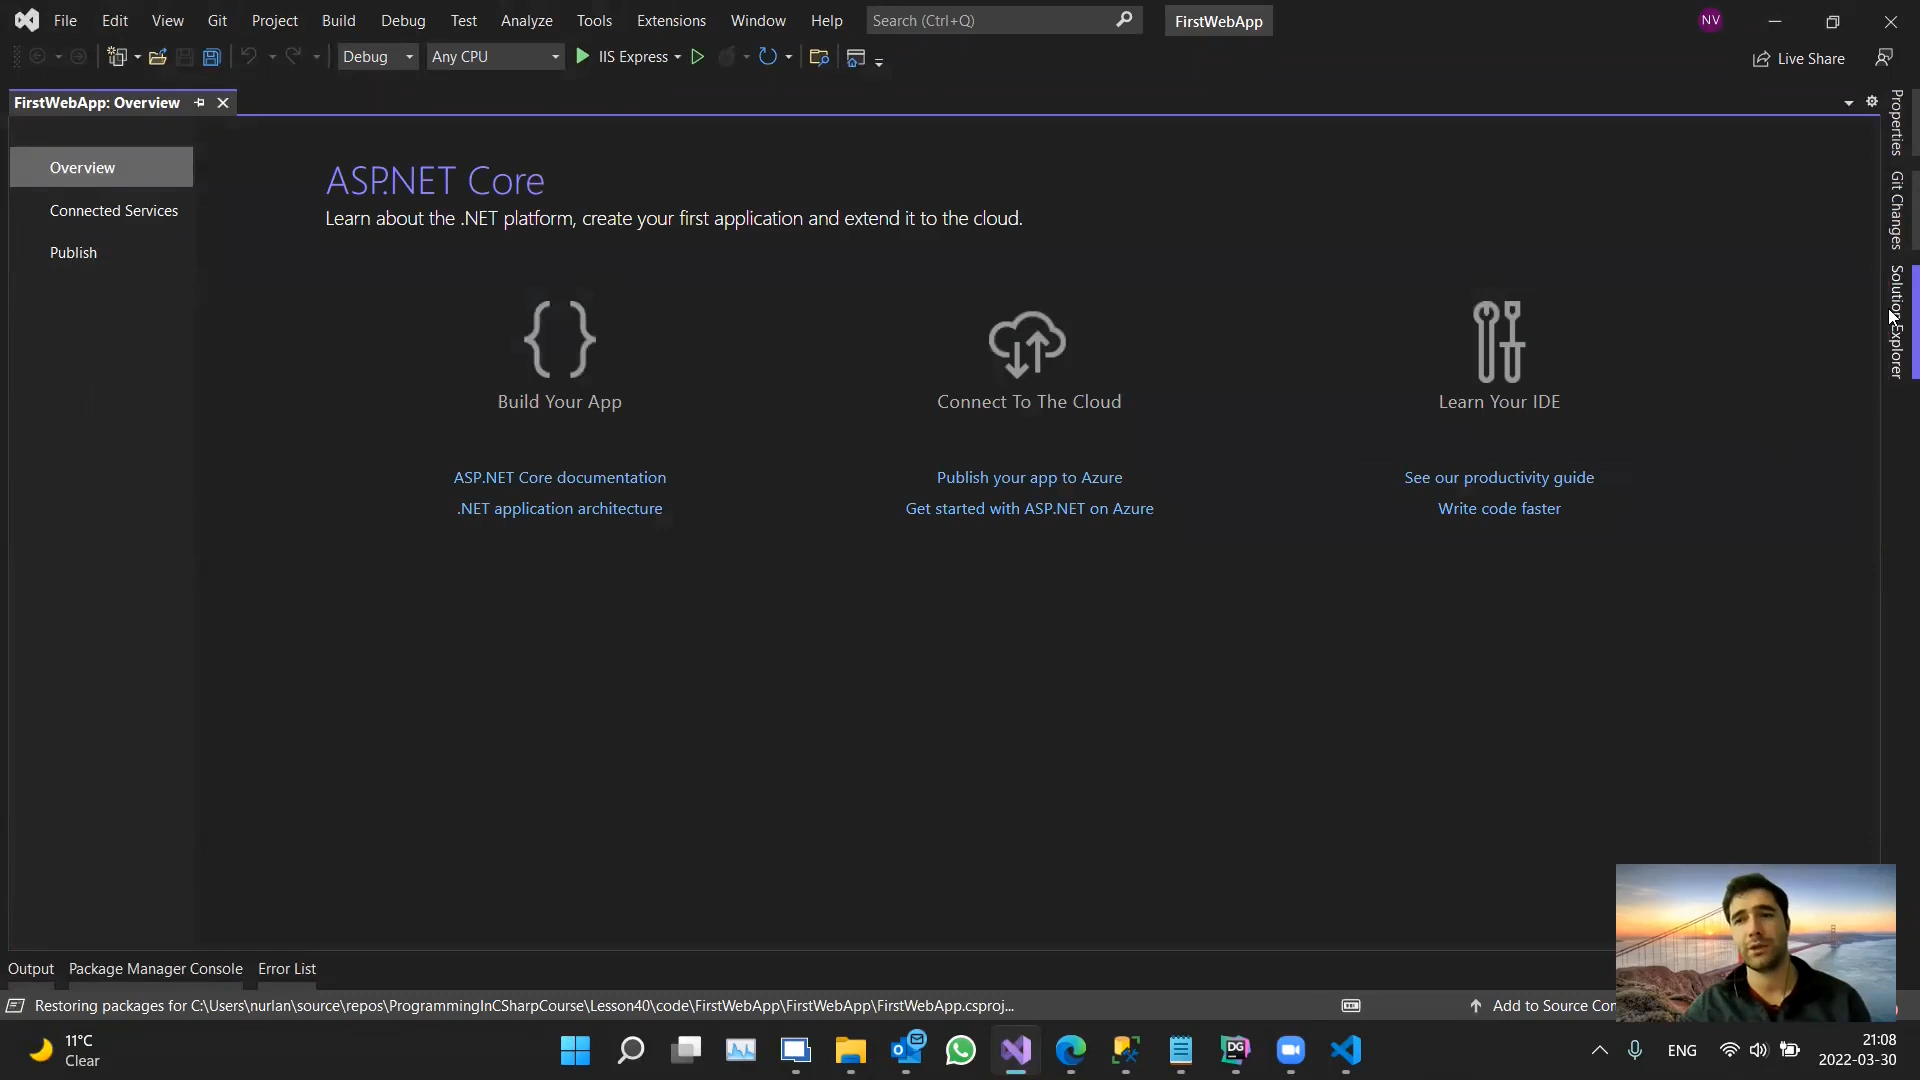 File Edit View Git Project Build Debug Test Analyze Tools Extensions Window Help Search (Ctrl+Q) FirstWebApp NV
Debug Any CPU IIS Express Live Share
FirstWebApp: Overview
Properties
Git Changes
Solution Explorer
Overview
Connected Services
Publish
ASP.NET Core
Learn about the .NET platform, create your first application and extend it to the cloud.
Build Your App
ASP.NET Core documentation
.NET application architecture
Connect To The Cloud
Publish your app to Azure
Get started with ASP.NET on Azure
Learn Your IDE
See our productivity guide
Write code faster
Output Package Manager Console Error List
Restoring packages for C:\Users\nurlan\source\repos\ProgrammingInCSharpCourse\Lesson40\code\FirstWebApp\FirstWebApp\FirstWebApp.csproj... Add to Source Con
11°C
Clear
DG
ENG
21:08
2022-03-30